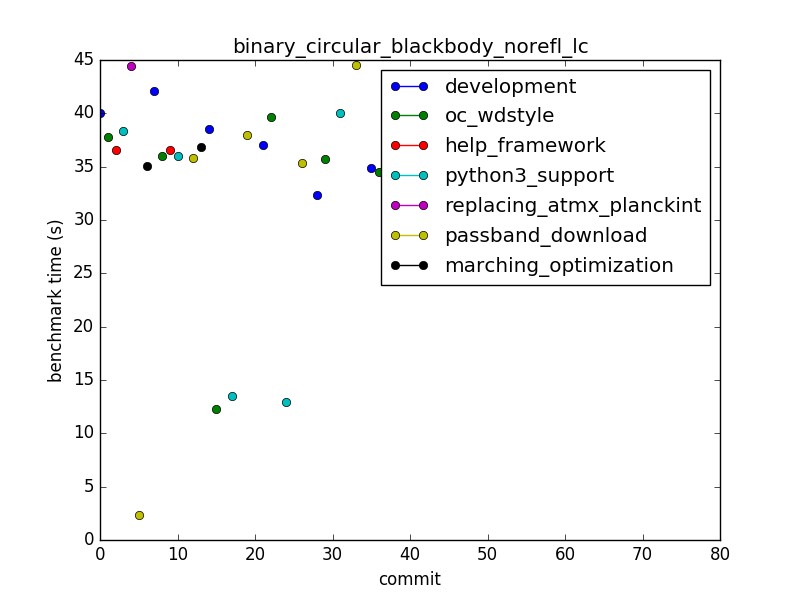 binary_circular_blackbody_norefl_lc
45
40
35
30
25
20
15
10
5
0
benchmark time (s)
development
oc_wdstyle
help_framework
python3_support
replacing_atmx_planckint
passband_download
marching_optimization
0 10 20 30 40 50 60 70 80
commit